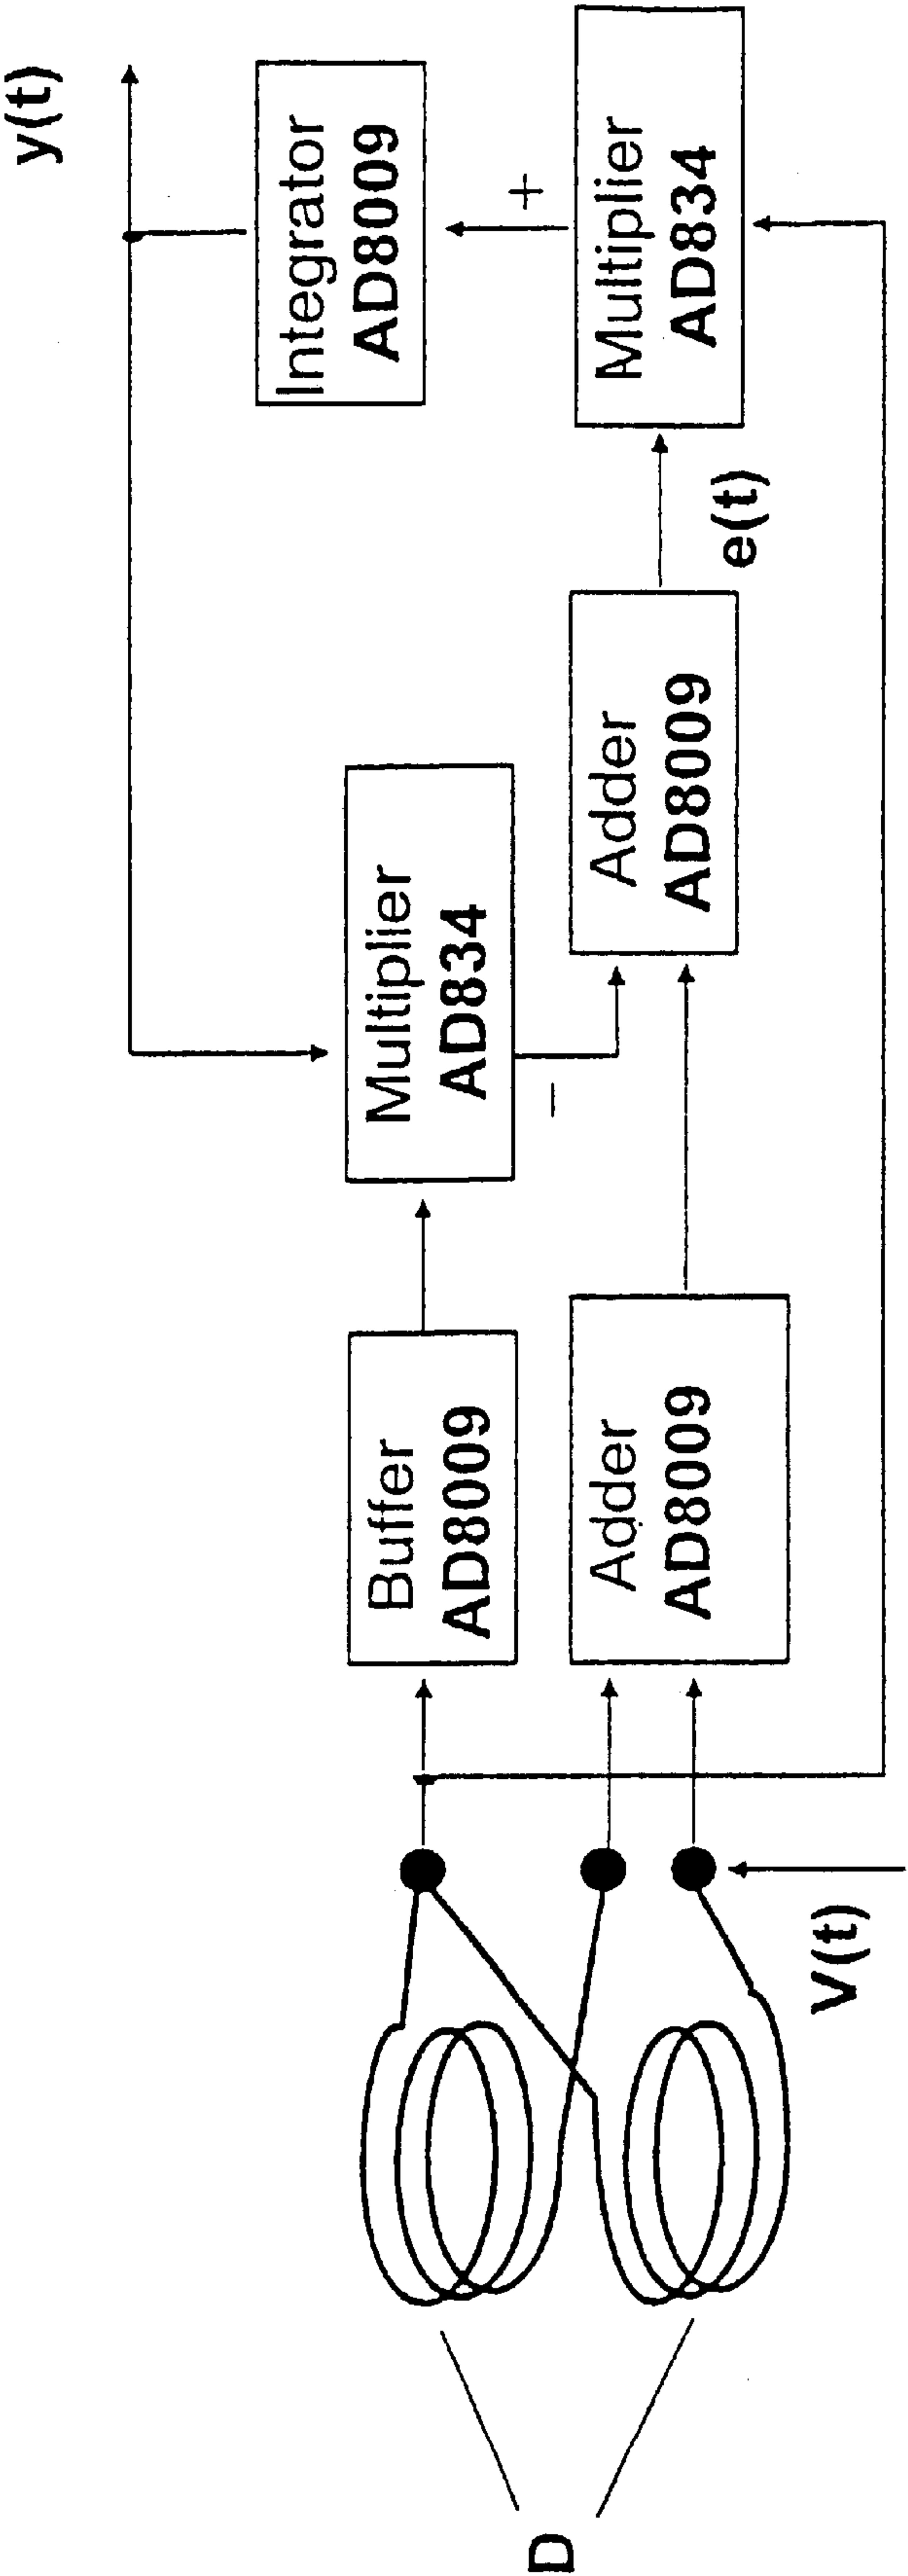 y(t)
Integrator
AD8009
+
Multiplier
AD834
e(t)
Multiplier
AD834
−
Adder
AD8009
Buffer
AD8009
Adder
AD8009
V(t)
D